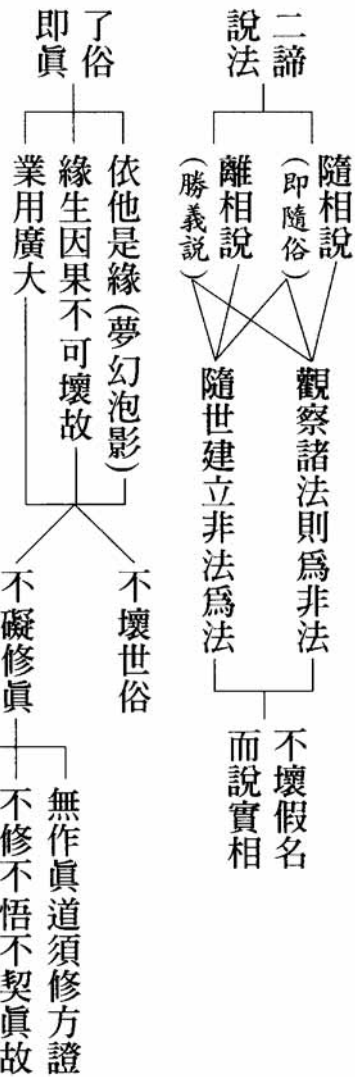 二諦
說法
隨相說
(即隨俗)
離相說
(勝義說)
觀察諸法則為非法
隨世建立非法為法
不壞假名
而說實相
了俗
即眞
依他是緣(夢幻泡影)
緣生因果不可壞故
業用廣大
不壞世俗
不礙修眞
無作眞道須修方證
不修不悟不契眞故